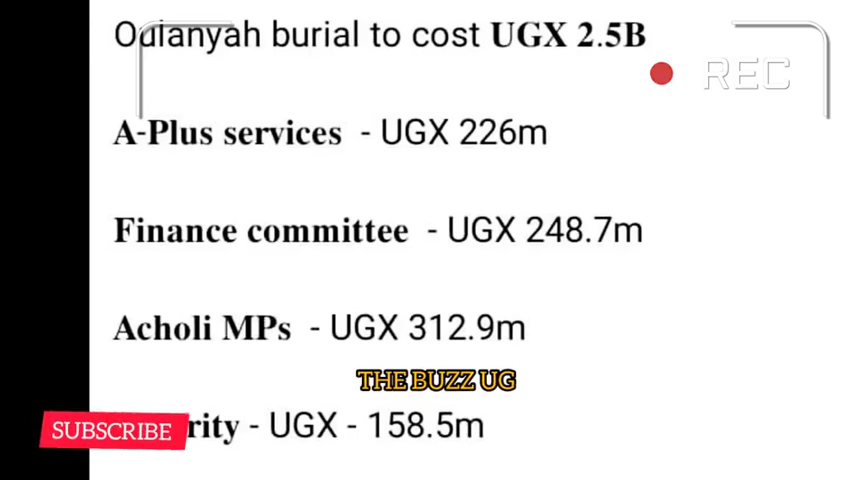 Oulanyah burial to cost UGX 2.5B
REC
A-Plus services - UGX 226m
Finance committee - UGX 248.7m
Acholi MPs - UGX 312.9m
THE BUZZ UG
SUBSCRIBE
rity - UGX - 158.5m